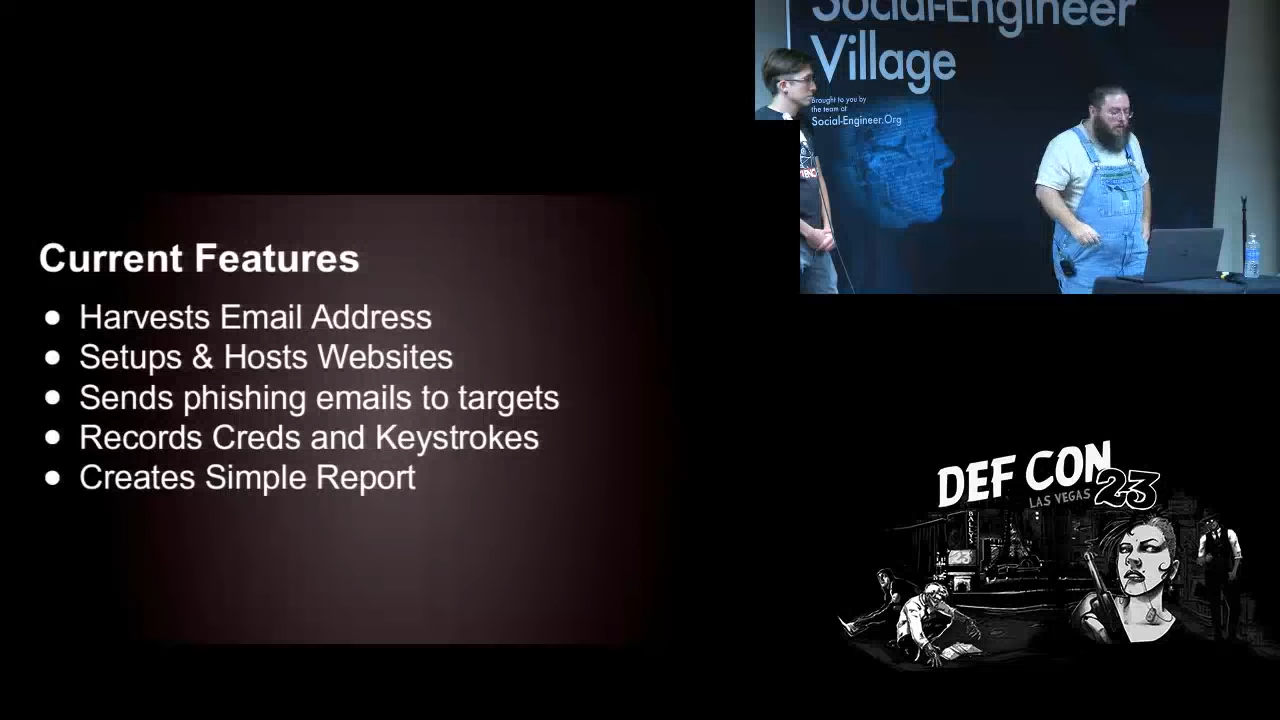 Social-Engineer
Village
Brought to you by
the team at
Social-Engineer.Org
Current Features
Harvests Email Address
Setups & Hosts Websites
Sends phishing emails to targets
Records Creds and Keystrokes
Creates Simple Report
DEF CON
LAS VEGAS 23
BALLYS